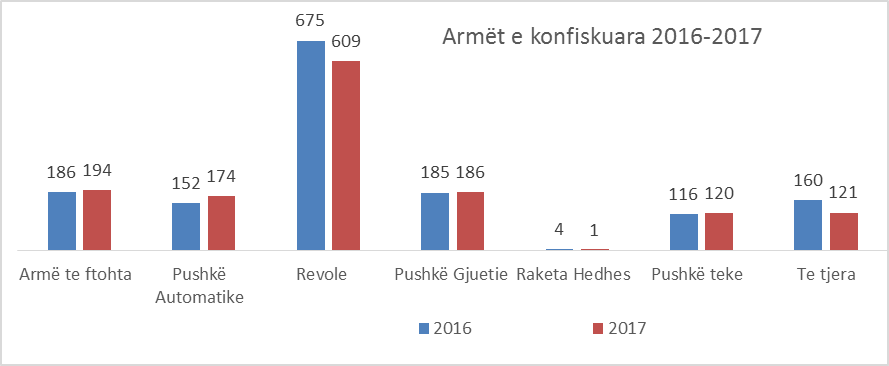 Armët e konfiskuara 2016-2017
675
609
186 194
152 174
185 186
4 1
116 120
160 121
Armë te ftohta
Pushkë
Automatike
Revole
Pushkë Gjuetie
Raketa Hedhes
Pushkë teke
Te tjera
2016
2017